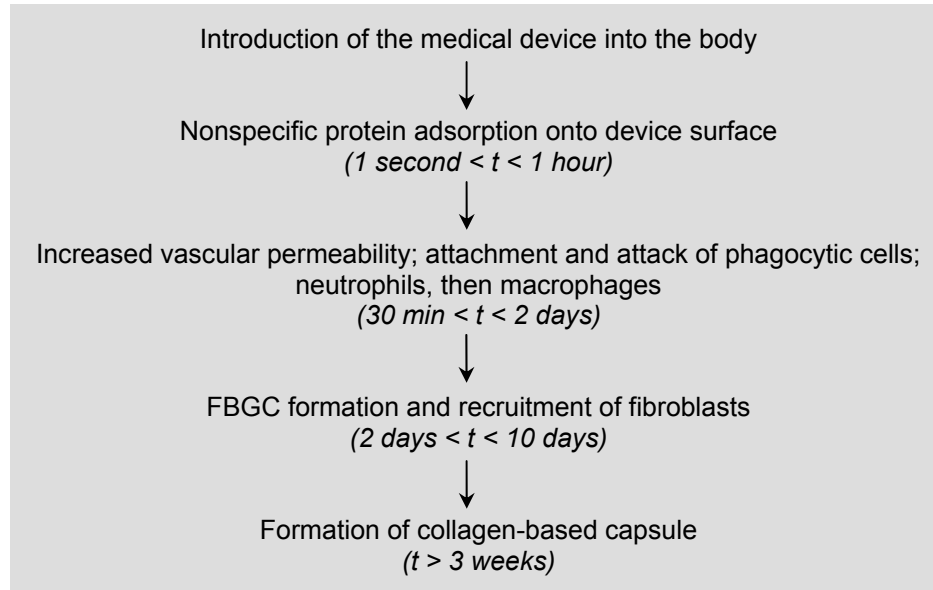 Introduction of the medical device into the body
Nonspecific protein adsorption onto device surface
(1 second < t < 1 hour)
Increased vascular permeability; attachment and attack of phagocytic cells;
neutrophils, then macrophages
(30 min < t < 2 days)
FBGC formation and recruitment of fibroblasts
(2 days < t < 10 days)
Formation of collagen-based capsule
(t > 3 weeks)